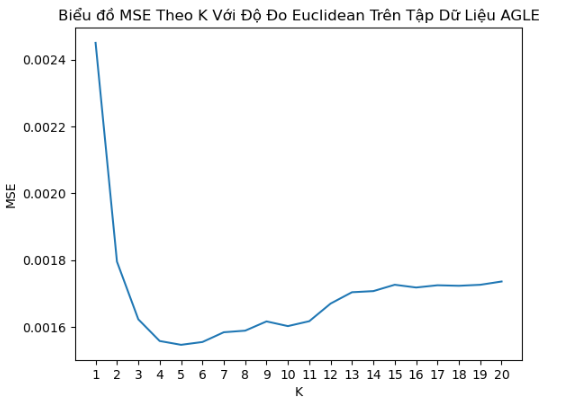 Biểu đồ MSE Theo K Với Độ Đo Euclidean Trên Tập Dữ Liệu AGLE
0.0024
0.0022
0.0020
0.0018
0.0016
MSE
1 2 3 4 5 6 7 8 9 10 11 12 13 14 15 16 17 18 19 20
K